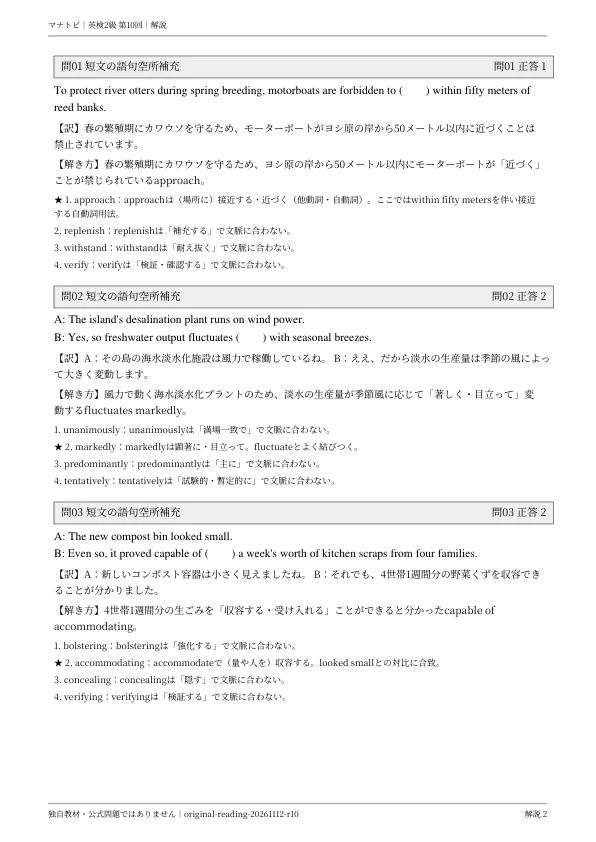 マナトビ｜英検2級 第10回｜解説
問01 短文の語句空所補充 問01 正答 1
To protect river otters during spring breeding, motorboats are forbidden to (　　) within fifty meters of
reed banks.
【訳】春の繁殖期にカワウソを守るため、モーターボートがヨシ原の岸から50メートル以内に近づくことは
禁止されています。
【解き方】春の繁殖期にカワウソを守るため、ヨシ原の岸から50メートル以内にモーターボートが「近づく」
ことが禁じられているapproach。
★ 1. approach：approachは（場所に）接近する・近づく（他動詞・自動詞）。ここではwithin fifty metersを伴い接近
する自動詞用法。
2. replenish：replenishは「補充する」で文脈に合わない。
3. withstand：withstandは「耐え抜く」で文脈に合わない。
4. verify：verifyは「検証・確認する」で文脈に合わない。
問02 短文の語句空所補充 問02 正答 2
A: The island's desalination plant runs on wind power.
B: Yes, so freshwater output fluctuates (　　) with seasonal breezes.
【訳】A：その島の海水淡水化施設は風力で稼働しているね。 B：ええ、だから淡水の生産量は季節の風によっ
て大きく変動します。
【解き方】風力で動く海水淡水化プラントのため、淡水の生産量が季節風に応じて「著しく・目立って」変
動するfluctuates markedly。
1. unanimously：unanimouslyは「満場一致で」で文脈に合わない。
★ 2. markedly：markedlyは顕著に・目立って。fluctuateとよく結びつく。
3. predominantly：predominantlyは「主に」で文脈に合わない。
4. tentatively：tentativelyは「試験的・暫定的に」で文脈に合わない。
問03 短文の語句空所補充 問03 正答 2
A: The new compost bin looked small.
B: Even so, it proved capable of (　　) a week's worth of kitchen scraps from four families.
【訳】A：新しいコンポスト容器は小さく見えましたね。 B：それでも、4世帯1週間分の野菜くずを収容でき
ることが分かりました。
【解き方】4世帯1週間分の生ごみを「収容する・受け入れる」ことができると分かったcapable of
accommodating。
1. bolstering：bolsteringは「強化する」で文脈に合わない。
★ 2. accommodating：accommodateで（量や人を）収容する。looked smallとの対比に合致。
3. concealing：concealingは「隠す」で文脈に合わない。
4. verifying：verifyingは「検証する」で文脈に合わない。
独自教材・公式問題ではありません｜original-reading-20261112-r10 解説 2